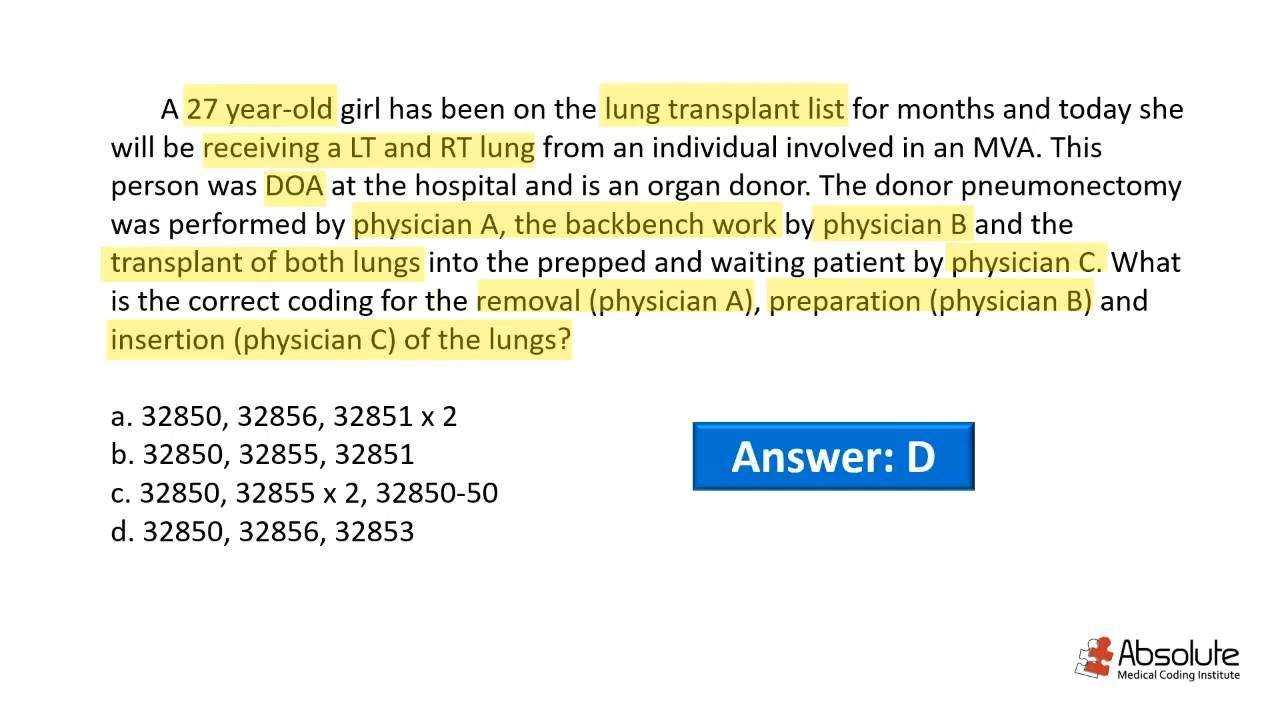 A 27 year-old girl has been on the lung transplant list for months and today she
will be receiving a LT and RT lung from an individual involved in an MVA. This
person was DOA at the hospital and is an organ donor. The donor pneumonectomy
was performed by physician A, the backbench work by physician B and the
transplant of both lungs into the prepped and waiting patient by physician C. What
is the correct coding for the removal (physician A), preparation (physician B) and
insertion (physician C) of the lungs?
a. 32850, 32856, 32851 x 2
b. 32850, 32855, 32851
c. 32850, 32855 x 2, 32850-50
d. 32850, 32856, 32853
Answer: D
Absolute
Medical Coding Institute